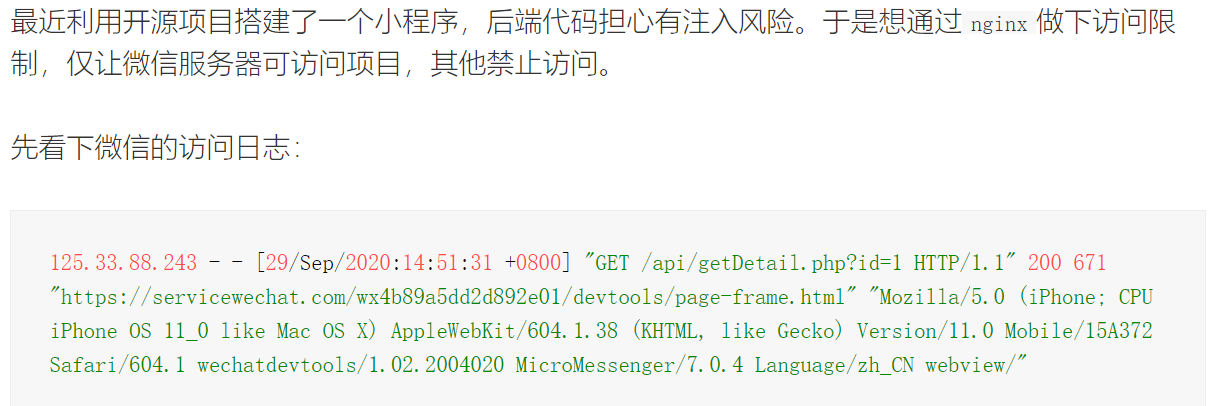 最近利用开源项目搭建了一个小程序，后端代码担心有注入风险。于是想通过 nginx 做下访问限
制，仅让微信服务器可访问项目，其他禁止访问。
先看下微信的访问日志：
125.33.88.243 - - [29/Sep/2020:14:51:31 +0800] "GET /api/getDetail.php?id=1 HTTP/1.1" 200 671
"https://servicewechat.com/wx4b89a5dd2d892e01/devtools/page-frame.html" "Mozilla/5.0 (iPhone; CPU
iPhone OS 11_0 like Mac OS X) AppleWebKit/604.1.38 (KHTML, like Gecko) Version/11.0 Mobile/15A372
Safari/604.1 wechatdevtools/1.02.2004020 MicroMessenger/7.0.4 Language/zh_CN webview/"